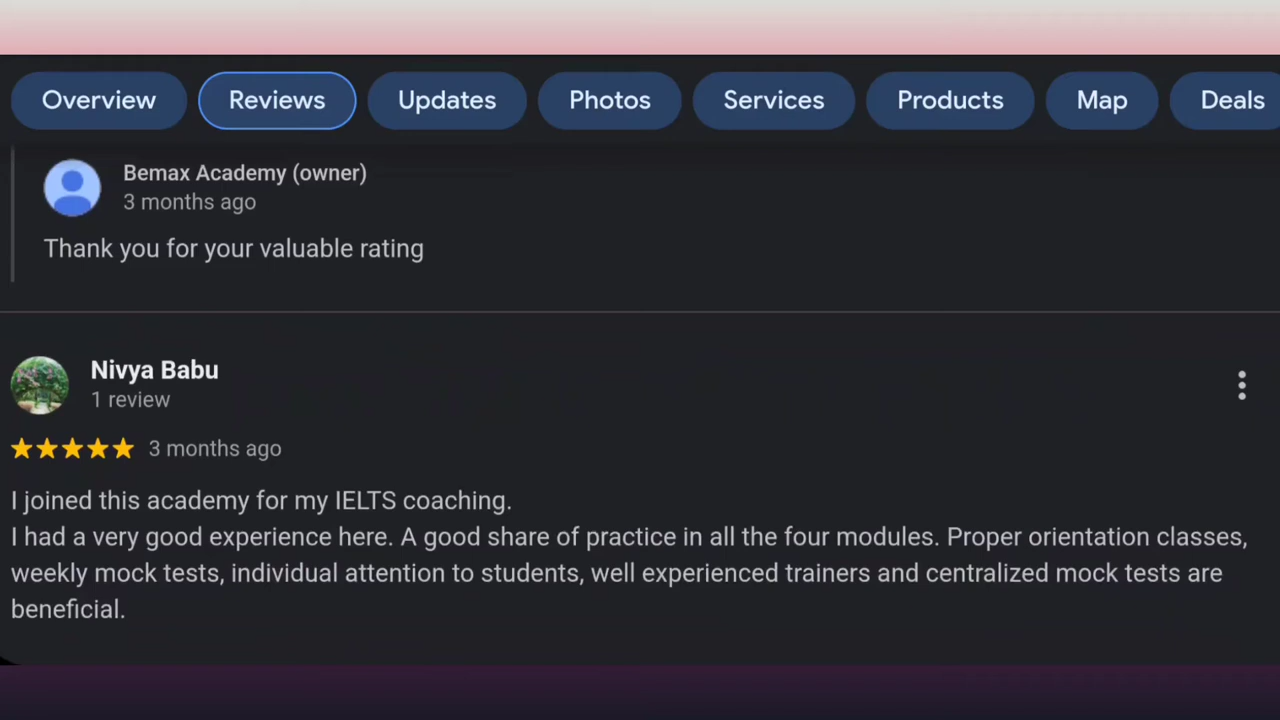 Overview Reviews Updates Photos Services Products Map Deals
Bemax Academy (owner)
3 months ago
Thank you for your valuable rating
Nivya Babu
1 review
3 months ago
I joined this academy for my IELTS coaching.
I had a very good experience here. A good share of practice in all the four modules. Proper orientation classes,
weekly mock tests, individual attention to students, well experienced trainers and centralized mock tests are
beneficial.